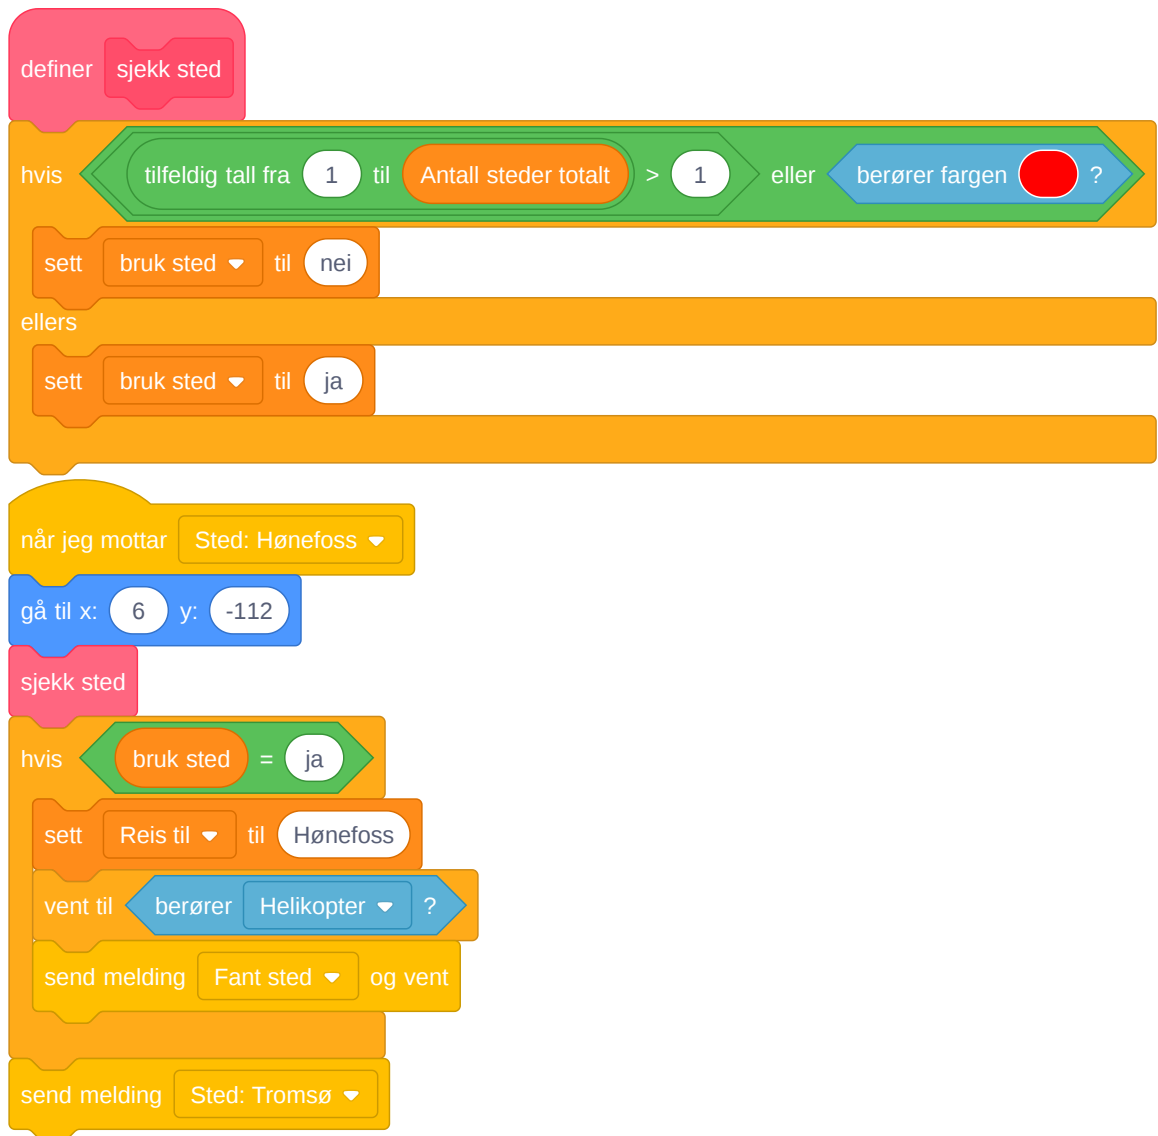 definer sjekk sted
hvis tilfeldig tall fra 1 til Antall steder totalt > 1 eller berører fargen ?
sett bruk sted til nei
ellers
sett bruk sted til ja
når jeg mottar Sted: Hønefoss
gå til x: 6 y: -112
sjekk sted
hvis bruk sted = ja
sett Reis til til Hønefoss
vent til berører Helikopter ?
send melding Fant sted og vent
send melding Sted: Tromsø